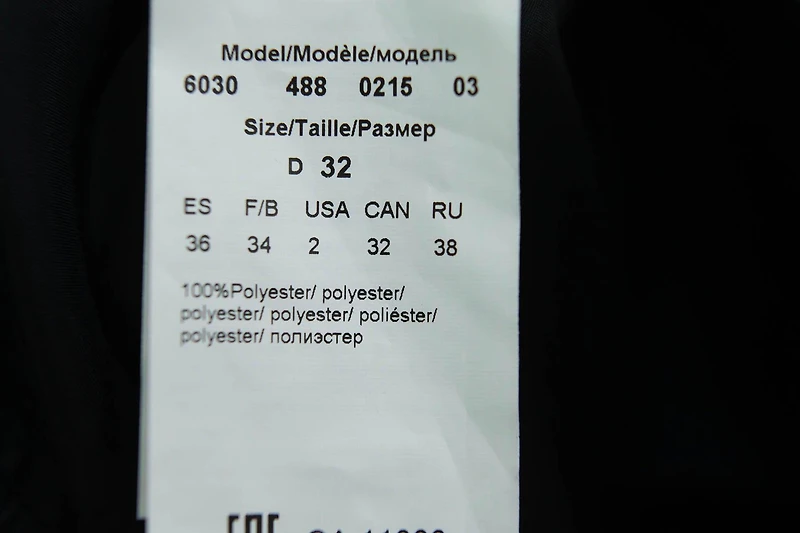 Model/Modèle/модель
6030 488 0215 03
Size/Taille/Размер
D 32
ES F/B USA CAN RU
36 34 2 32 38
100%Polyester/ polyester/
polyester/ polyester/ poliéster/
polyester/ полиэстер